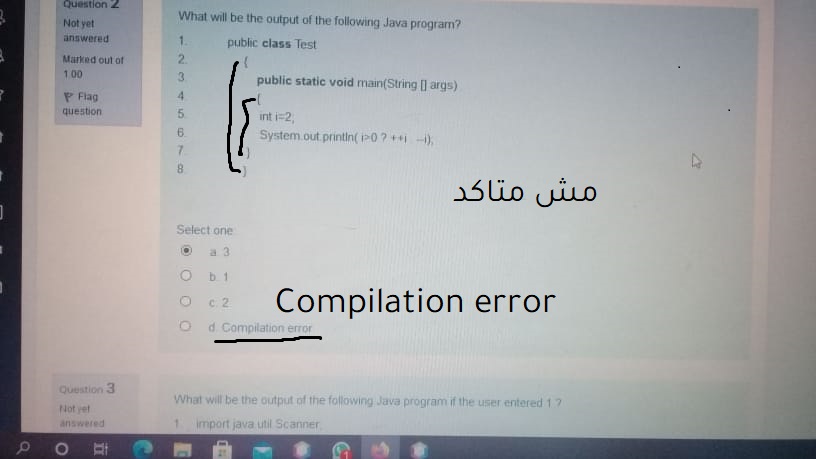 Question 2
Not yet
answered
Marked out of
1.00
Flag
question
What will be the output of the following Java program?
1. public class Test
2. {
3. public static void main(String [] args)
4. {
5. int i=2;
6. System.out.println( i>0 ? ++i : --i);
7. }
8. }
مش متاكد
Select one:
a. 3
b. 1
c. 2
Compilation error
d. Compilation error
Question 3
Not yet
answered
What will be the output of the following Java program if the user entered 1 ?
1. import java.util.Scanner;